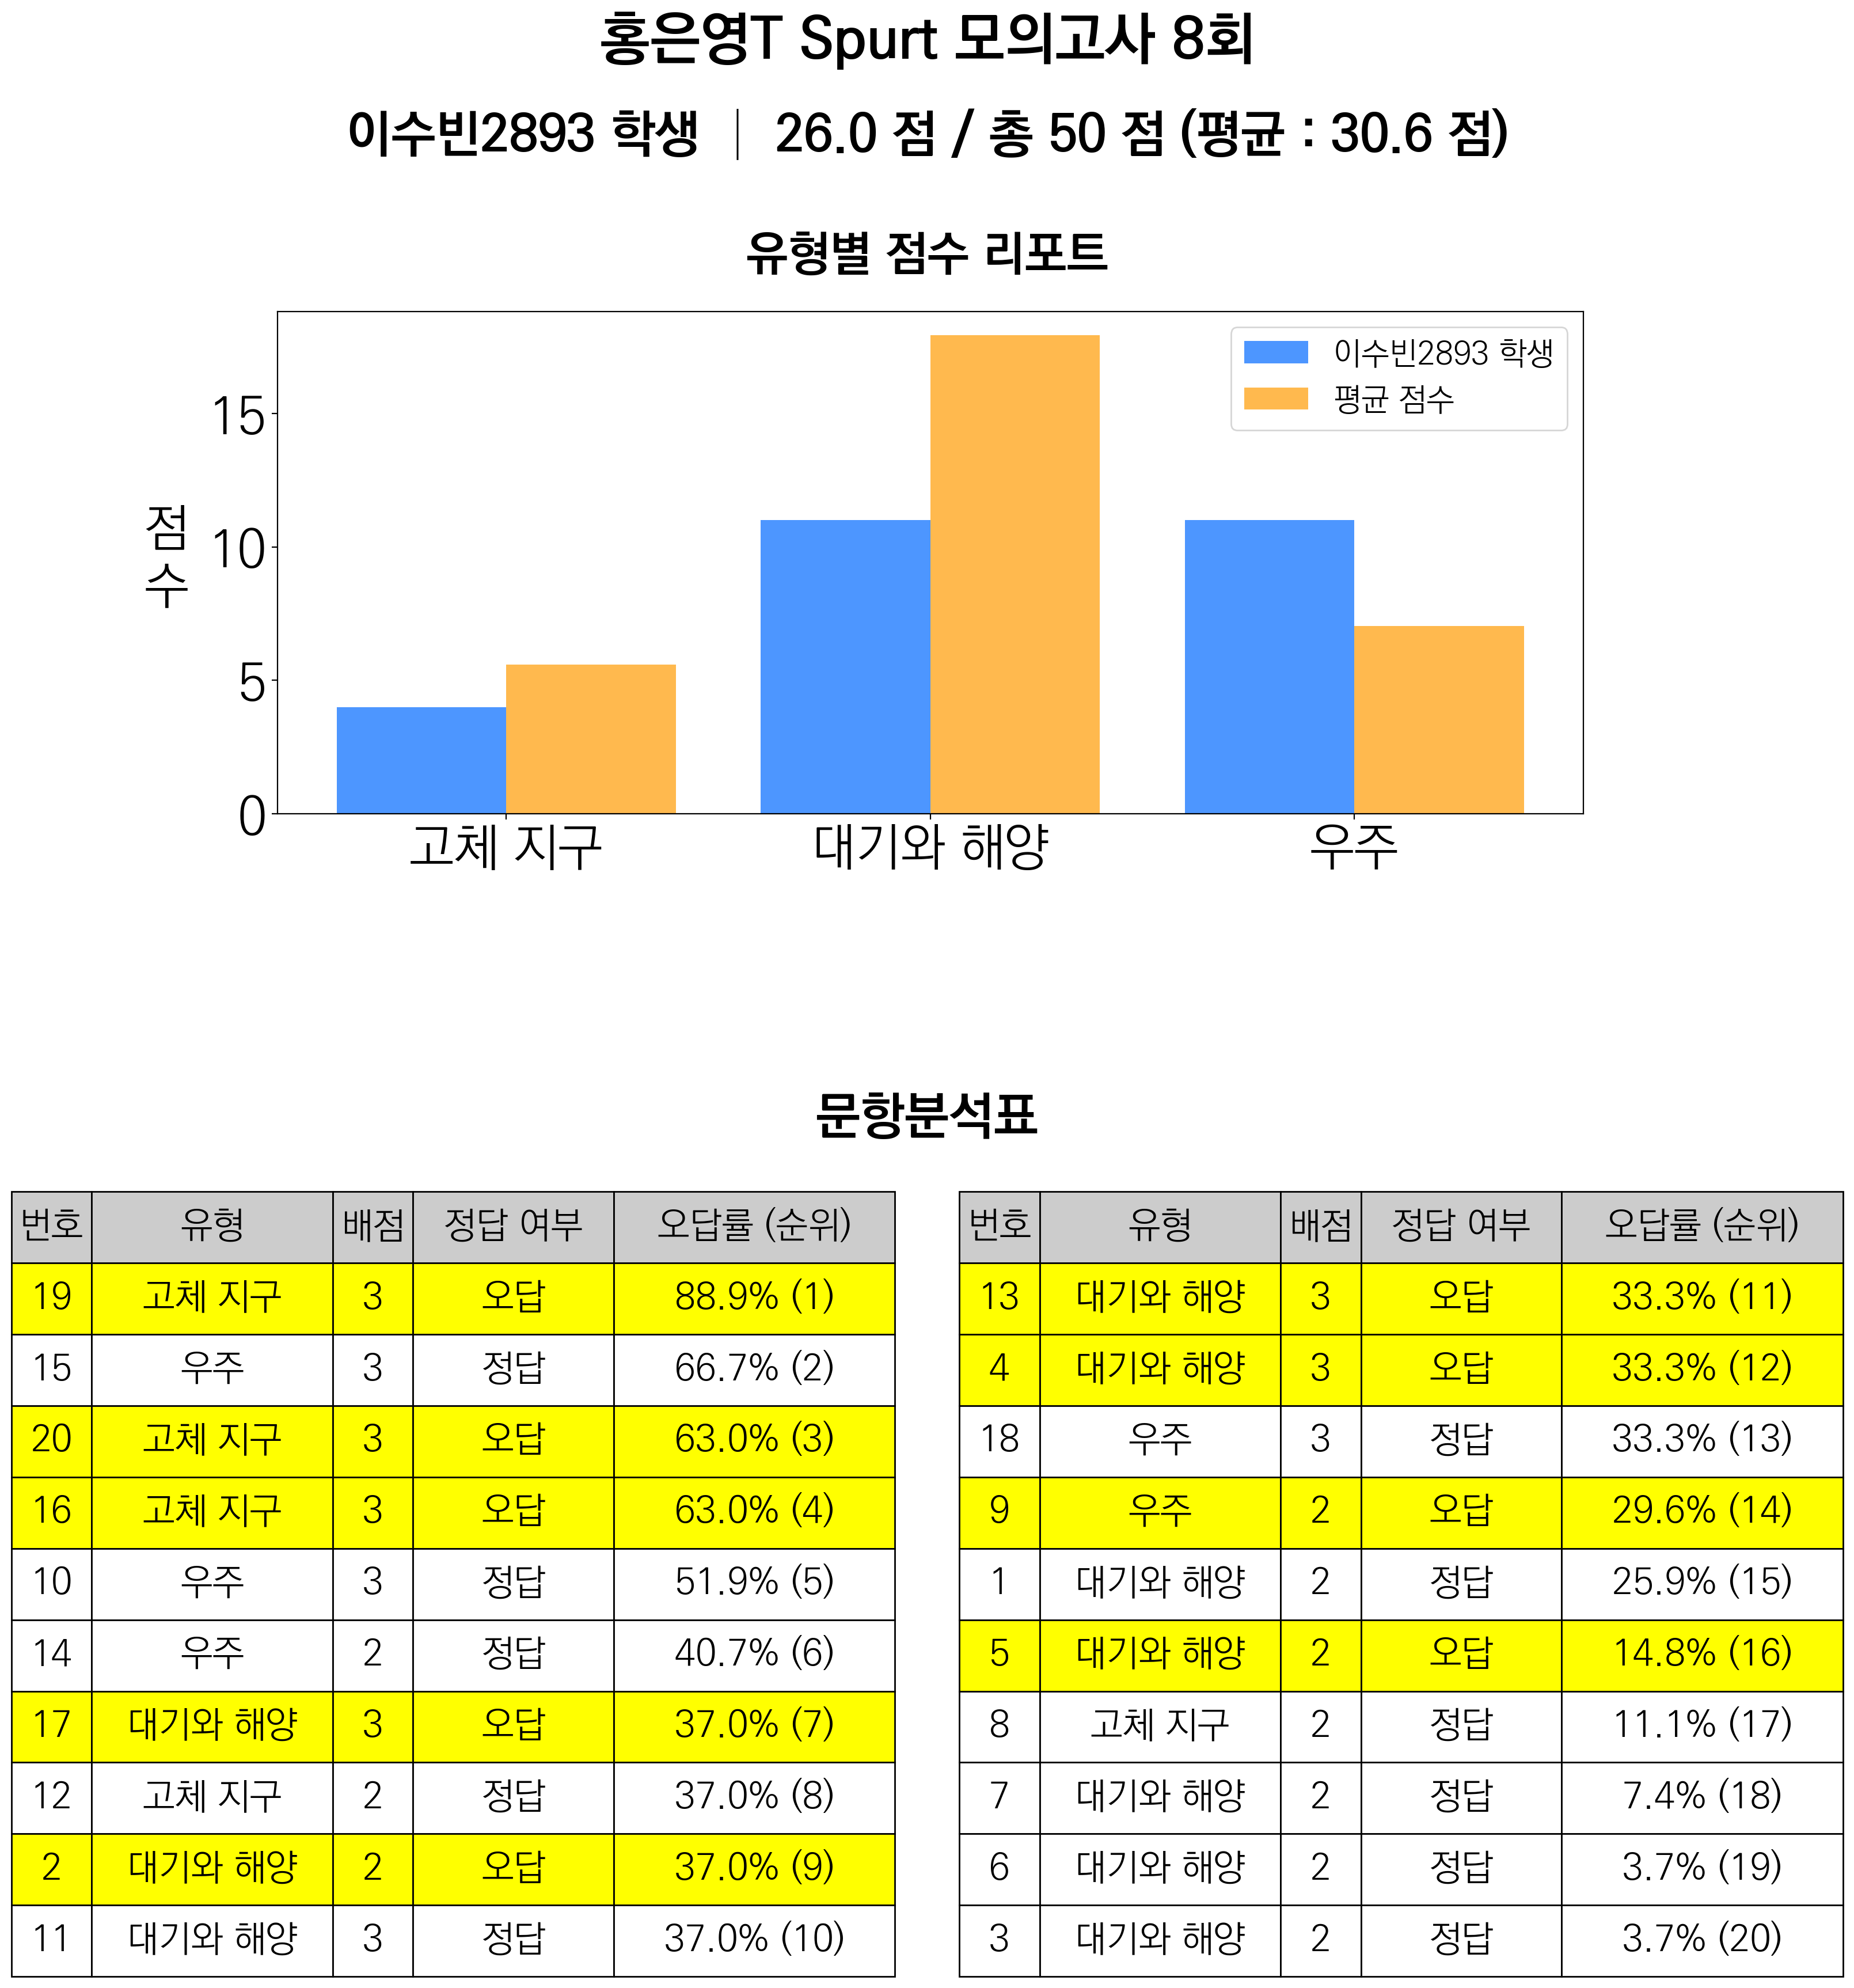 홍은영T Spurt 모의고사 8회
이수빈2893 학생 | 26.0 점 / 총 50 점 (평균 : 30.6 점)
유형별 점수 리포트
이수빈2893 학생
평균 점수
점수
15
10
5
0
고체 지구 대기와 해양 우주
문항분석표
번호 유형 배점 정답 여부 오답률 (순위)
19 고체 지구 3 오답 88.9% (1)
15 우주 3 정답 66.7% (2)
20 고체 지구 3 오답 63.0% (3)
16 고체 지구 3 오답 63.0% (4)
10 우주 3 정답 51.9% (5)
14 우주 2 정답 40.7% (6)
17 대기와 해양 3 오답 37.0% (7)
12 고체 지구 2 정답 37.0% (8)
2 대기와 해양 2 오답 37.0% (9)
11 대기와 해양 3 정답 37.0% (10)
번호 유형 배점 정답 여부 오답률 (순위)
13 대기와 해양 3 오답 33.3% (11)
4 대기와 해양 3 오답 33.3% (12)
18 우주 3 정답 33.3% (13)
9 우주 2 오답 29.6% (14)
1 대기와 해양 2 정답 25.9% (15)
5 대기와 해양 2 오답 14.8% (16)
8 고체 지구 2 정답 11.1% (17)
7 대기와 해양 2 정답 7.4% (18)
6 대기와 해양 2 정답 3.7% (19)
3 대기와 해양 2 정답 3.7% (20)